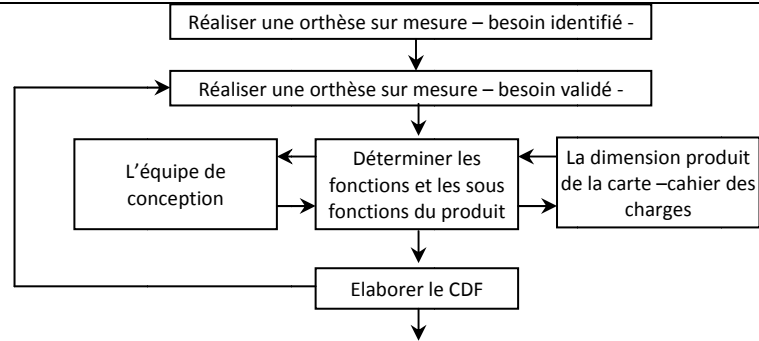 Réaliser une orthèse sur mesure – besoin identifié -
Réaliser une orthèse sur mesure – besoin validé -
L'équipe de
conception
Déterminer les
fonctions et les sous
fonctions du produit
La dimension produit
de la carte –cahier des
charges
Elaborer le CDF